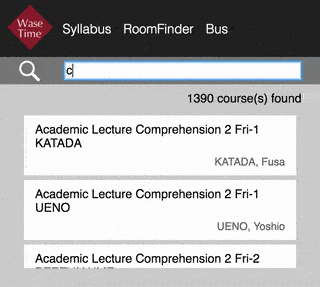 Wase
Time
Syllabus RoomFinder Bus
c
1390 course(s) found
Academic Lecture Comprehension 2 Fri-1
KATADA
KATADA, Fusa
Academic Lecture Comprehension 2 Fri-1
UENO
UENO, Yoshio
Academic Lecture Comprehension 2 Fri-2